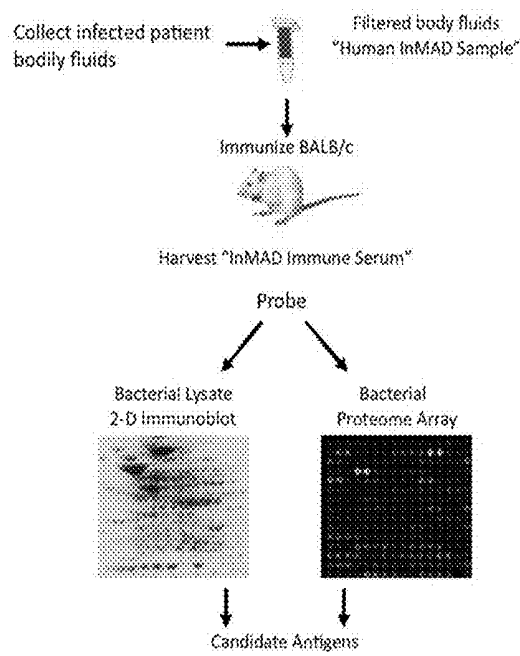 Collect infected patient
bodily fluids
Filtered body fluids
"Human InMAD Sample"
Immunize BALB/c
Harvest "InMAD Immune Serum"
Probe
Bacterial Lysate
2-D Immunoblot
Bacterial
Proteome Array
Candidate Antigens